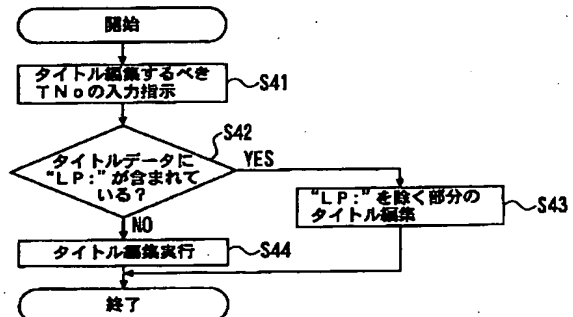 開始
タイトル編集するべき
TNoの入力指示
S41
S42
タイトルデータに
“LP:”が含まれて
いる?
YES
“LP:”を除く部分の
タイトル編集
S43
NO
タイトル編集実行
S44
終了